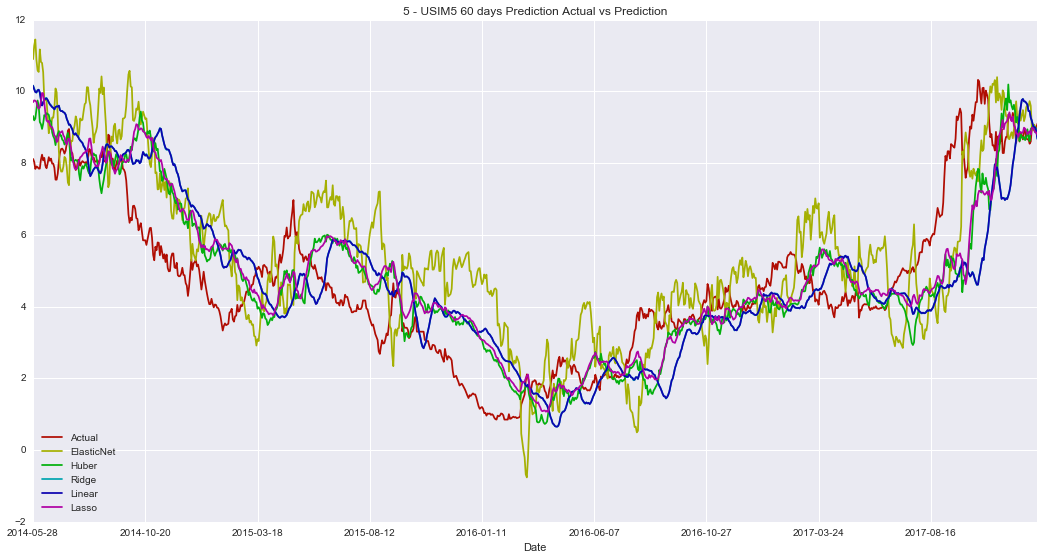 5 - USIM5 60 days Prediction Actual vs Prediction
12
10
8
6
4
2
0
−2
Actual
ElasticNet
Huber
Ridge
Linear
Lasso
2014-05-28 2014-10-20 2015-03-18 2015-08-12 2016-01-11 2016-06-07 2016-10-27 2017-03-24 2017-08-16
Date